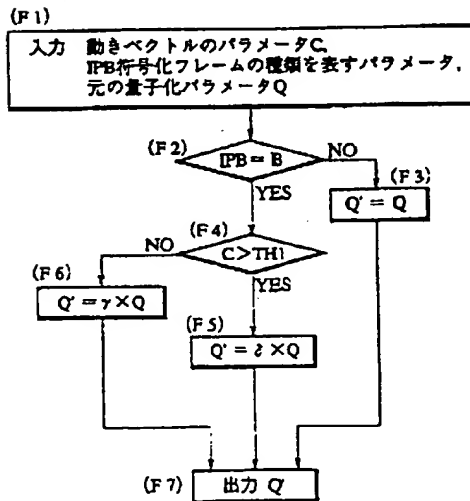 (F1)
入力 動きベクトルのパラメータC,
IPB符号化フレームの種類を表すパラメータ,
元の量子化パラメータQ
(F2)
IPB = B
NO
YES
(F3)
Q' = Q
(F4)
C>TH1
NO
YES
(F6)
Q' = γ×Q
(F5)
Q' = δ×Q
(F7)
出力 Q'